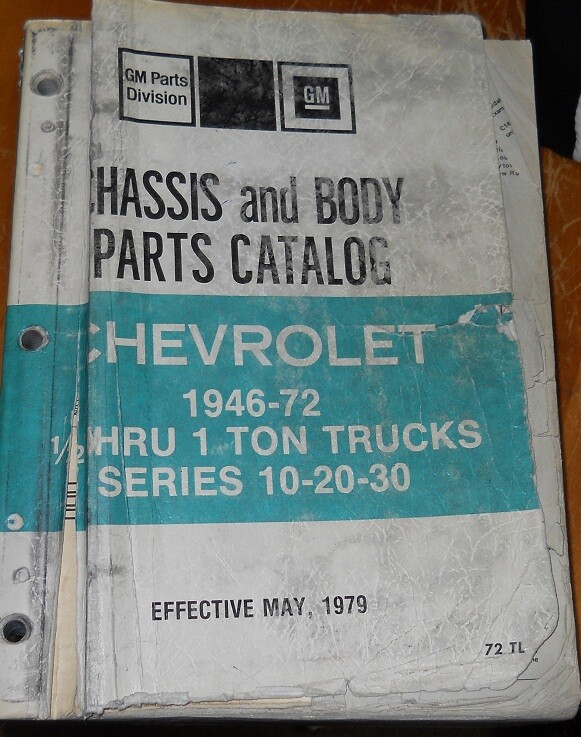 GM Parts
Division
GM
CHASSIS and BODY
PARTS CATALOG
CHEVROLET
1946-72
1/2 THRU 1 TON TRUCKS
SERIES 10-20-30
EFFECTIVE MAY, 1979
72 TL